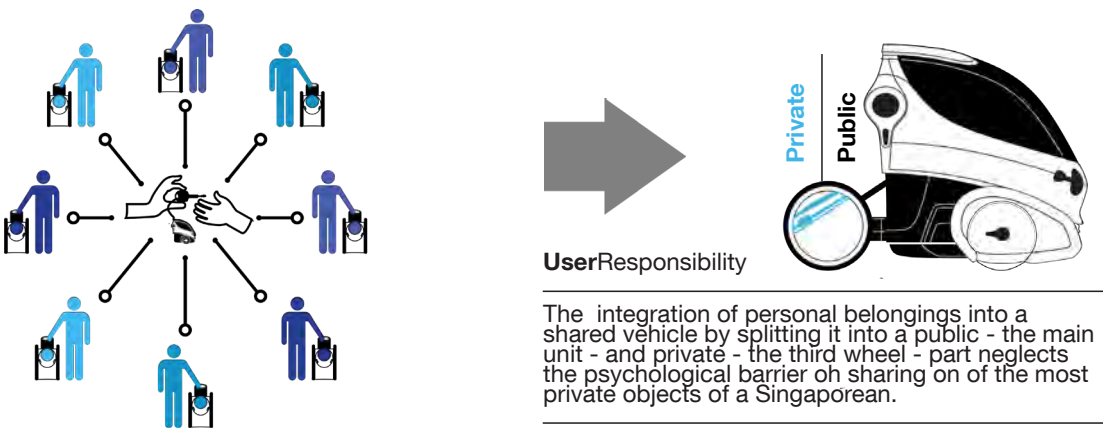 Private
Public
UserResponsibility
The integration of personal belongings into a
shared vehicle by splitting it into a public - the main
unit - and private - the third wheel - part neglects
the psychological barrier oh sharing on of the most
private objects of a Singaporean.